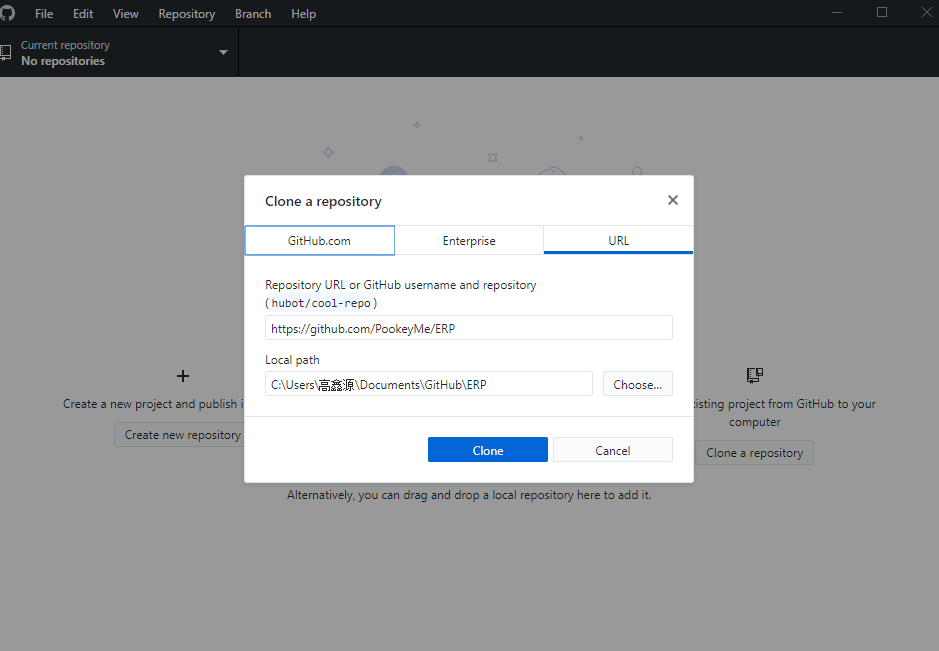 File Edit View Repository Branch Help
Current repository
No repositories
Clone a repository
GitHub.com Enterprise URL
Repository URL or GitHub username and repository
(hubot/cool-repo)
https://github.com/PookeyMe/ERP
Local path
C:\Users\高鑫源\Documents\GitHub\ERP Choose...
Clone Cancel
Create a new project and publish i
Create new repository
xisting project from GitHub to your
computer
Clone a repository
Alternatively, you can drag and drop a local repository here to add it.